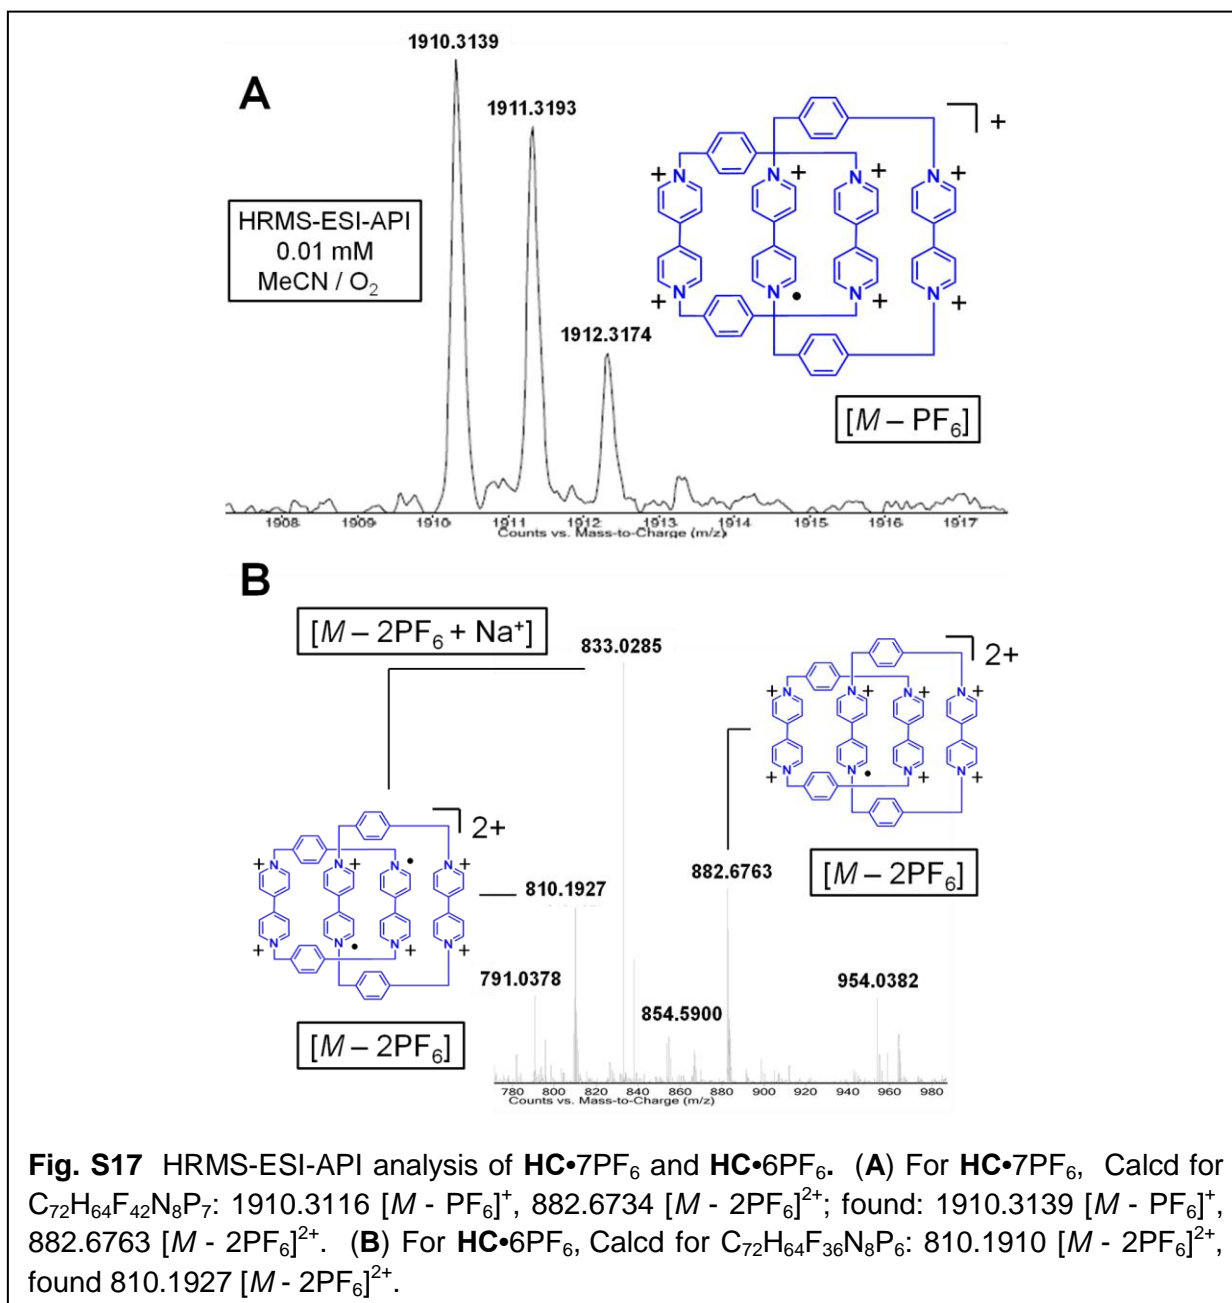 A
1910.3139
1911.3193
1912.3174
HRMS-ESI-API
0.01 mM
MeCN / O₂
+
+ N N + N + N +
+ N N • N + N +
[M – PF₆]
1908 1909 1910 1911 1912 1913 1914 1915 1916 1917
Counts vs. Mass-to-Charge (m/z)
B
[M – 2PF₆ + Na⁺]
833.0285
2+
+ N N + N + N +
+ N N • N + N +
[M – 2PF₆]
882.6763
2+
+ N N + N • N +
+ N N • N + N +
810.1927
[M – 2PF₆]
791.0378
854.5900
954.0382
780 800 820 840 860 880 900 920 940 960 980
Counts vs. Mass-to-Charge (m/z)
Fig. S17 HRMS-ESI-API analysis of HC•7PF₆ and HC•6PF₆. (A) For HC•7PF₆, Calcd for
C₇₂H₆₄F₄₂N₈P₇: 1910.3116 [M - PF₆]⁺, 882.6734 [M - 2PF₆]²⁺; found: 1910.3139 [M - PF₆]⁺,
882.6763 [M - 2PF₆]²⁺. (B) For HC•6PF₆, Calcd for C₇₂H₆₄F₃₆N₈P₆: 810.1910 [M - 2PF₆]²⁺,
found 810.1927 [M - 2PF₆]²⁺.